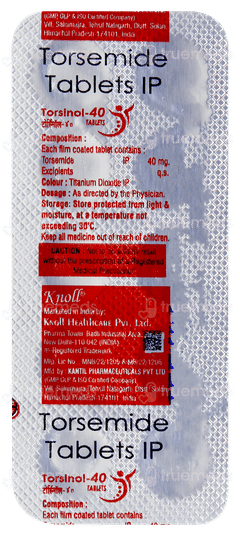 (GMP GLP & ISO Certified Company)
Vill. Salumajra, Tehsil Nalagarh, Distt. Solan,
Himachal Pradesh 174101, India
Torsemide
Tablets IP
Torsinol-40
TABLETS
Composition :
Each film coated tablet contains :
Torsemide IP 40 mg.
Excipients q.s.
Colour : Titanium Dioxide IP
Dosage : As directed by the Physician.
Storage: Store protected from light &
moisture, at a temperature not
exceeding 30°C.
Keep all medicine out of reach of children.
CAUTION
Knoll
Marketed in India by:
Knoll Healthcare Pvt. Ltd.
New Delhi-110 042 (INDIA)
Registered Trademark
Mfd. by : KANTIL PHARMACEUTICALS PVT LTD
(GMP GLP & ISO Certified Company)
Vill. Salumajra, Tehsil Nalagarh, Distt. Solan,
Himachal Pradesh 174101, India
Torsemide
Tablets IP
Torsinol-40
TABLETS
Composition :
Each film coated tablet contains :